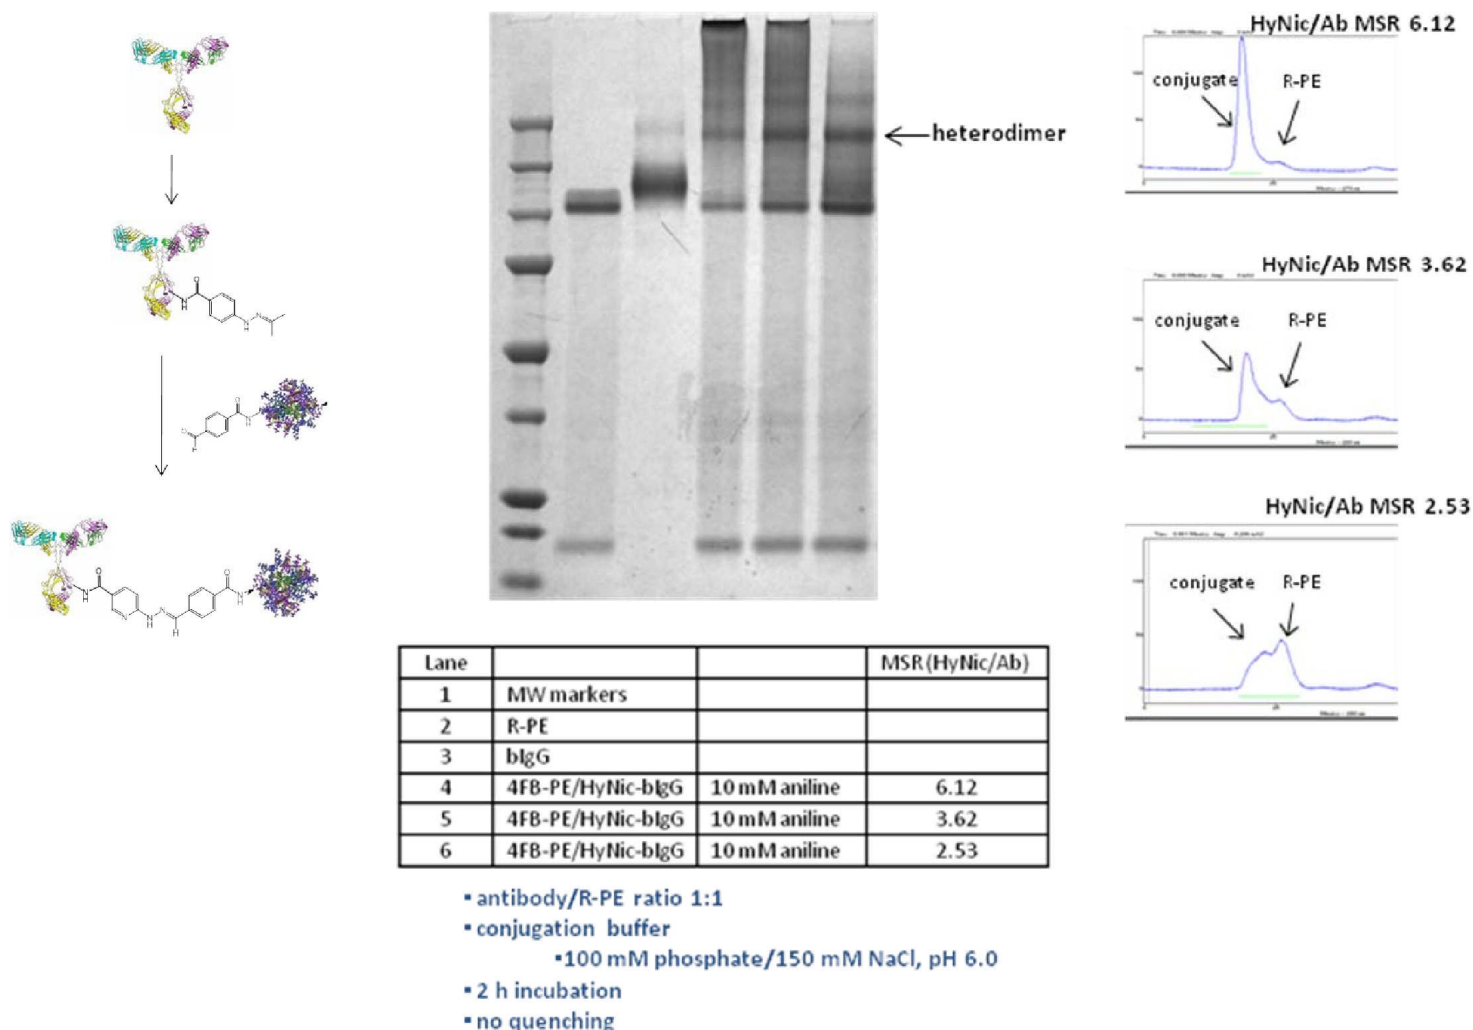 heterodimer
HyNic/Ab MSR 6.12
conjugate
R-PE
HyNic/Ab MSR 3.62
conjugate
R-PE
HyNic/Ab MSR 2.53
conjugate
R-PE
Lane MSR(HyNic/Ab)
1 MW markers
2 R-PE
3 bIgG
4 4FB-PE/HyNic-bIgG 10 mM aniline 6.12
5 4FB-PE/HyNic-bIgG 10 mM aniline 3.62
6 4FB-PE/HyNic-bIgG 10 mM aniline 2.53
▪ antibody/R-PE ratio 1:1
▪ conjugation buffer
▪100 mM phosphate/150 mM NaCl, pH 6.0
▪ 2 h incubation
▪ no quenching